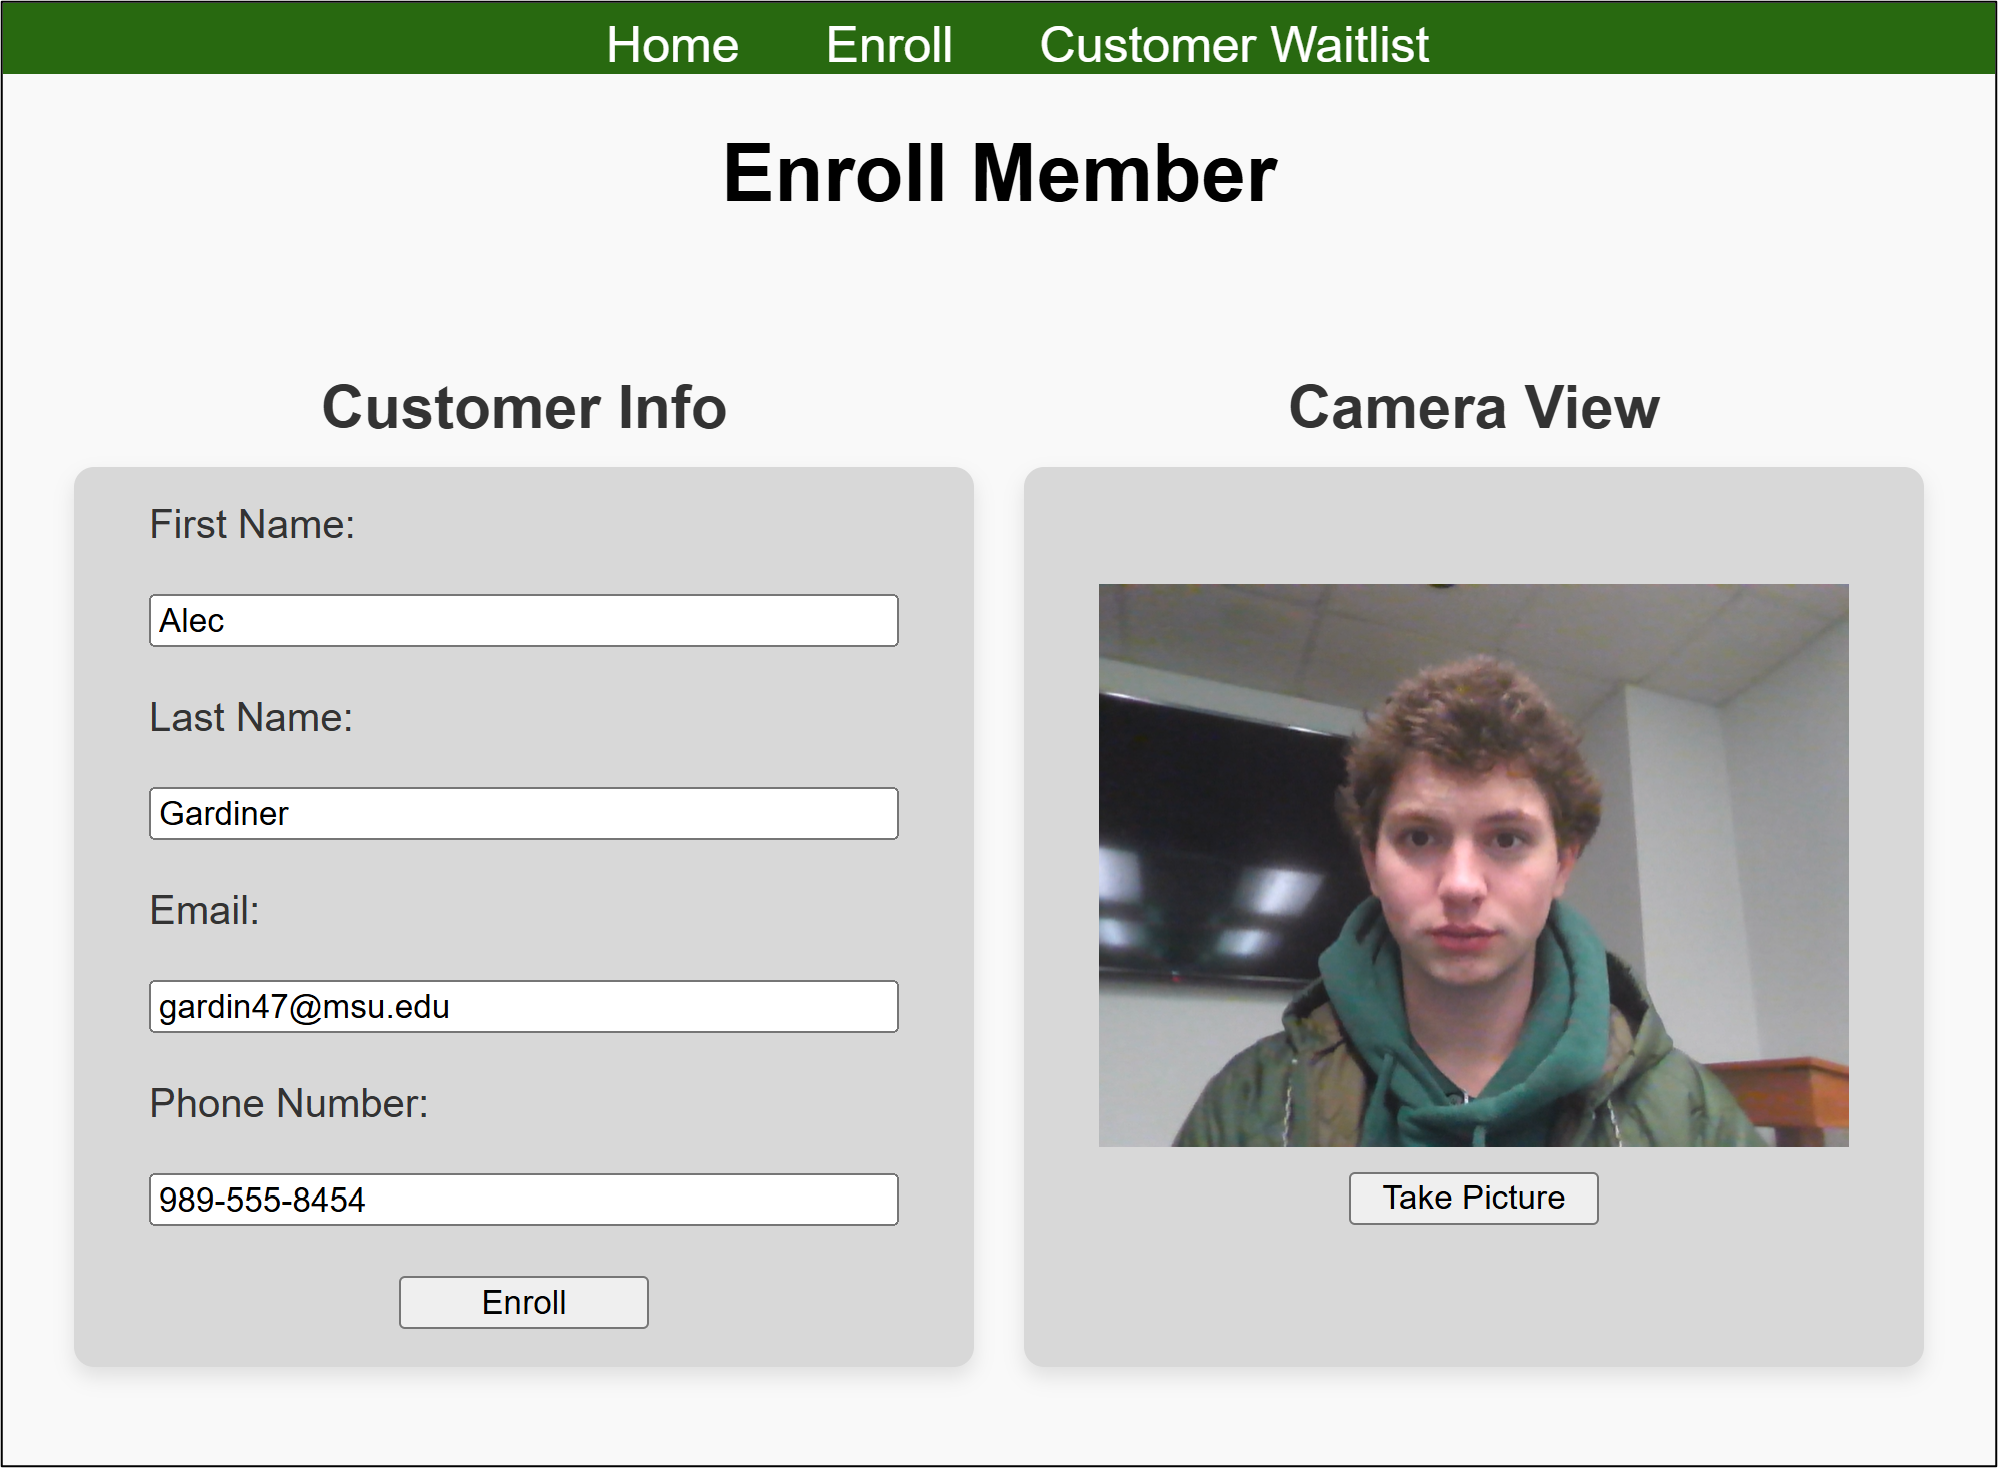 Home Enroll Customer Waitlist
Enroll Member
Customer Info
First Name:
Alec
Last Name:
Gardiner
Email:
gardin47@msu.edu
Phone Number:
989-555-8454
Enroll
Camera View
Take Picture